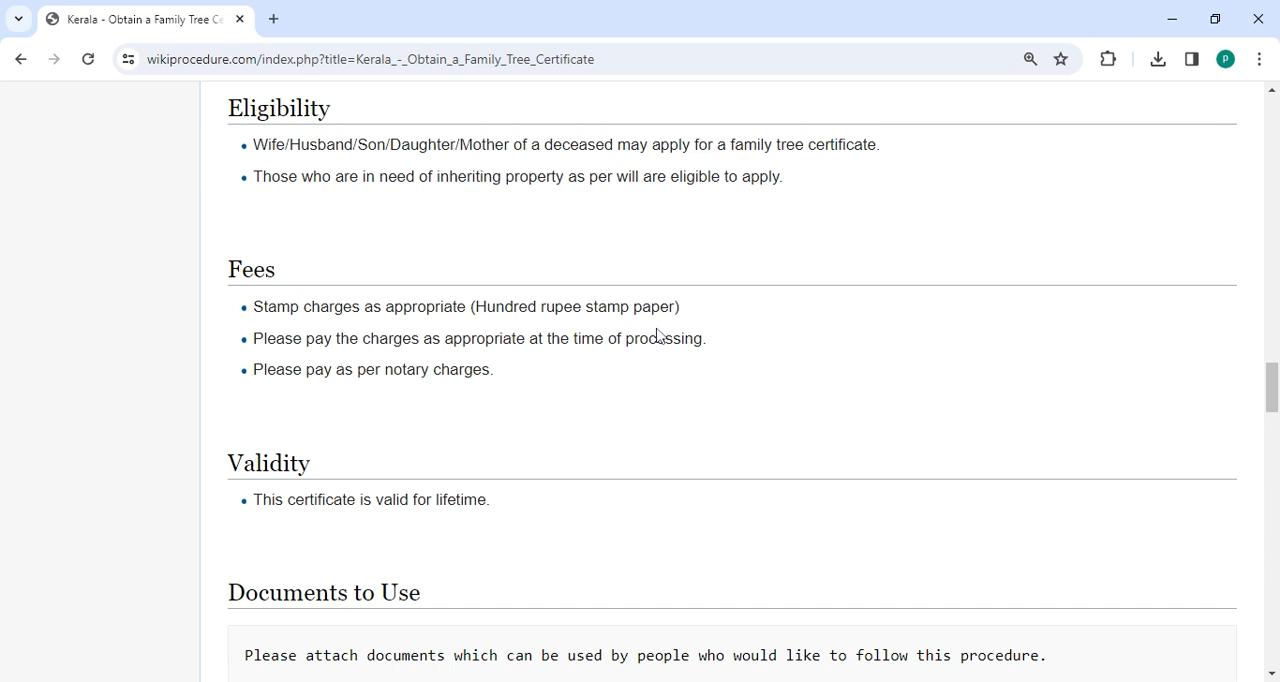 Kerala - Obtain a Family Tree Ce
wikiprocedure.com/index.php?title=Kerala_-_Obtain_a_Family_Tree_Certificate
P
Eligibility
Wife/Husband/Son/Daughter/Mother of a deceased may apply for a family tree certificate.
Those who are in need of inheriting property as per will are eligible to apply.
Fees
Stamp charges as appropriate (Hundred rupee stamp paper)
Please pay the charges as appropriate at the time of processing.
Please pay as per notary charges.
Validity
This certificate is valid for lifetime.
Documents to Use
Please attach documents which can be used by people who would like to follow this procedure.